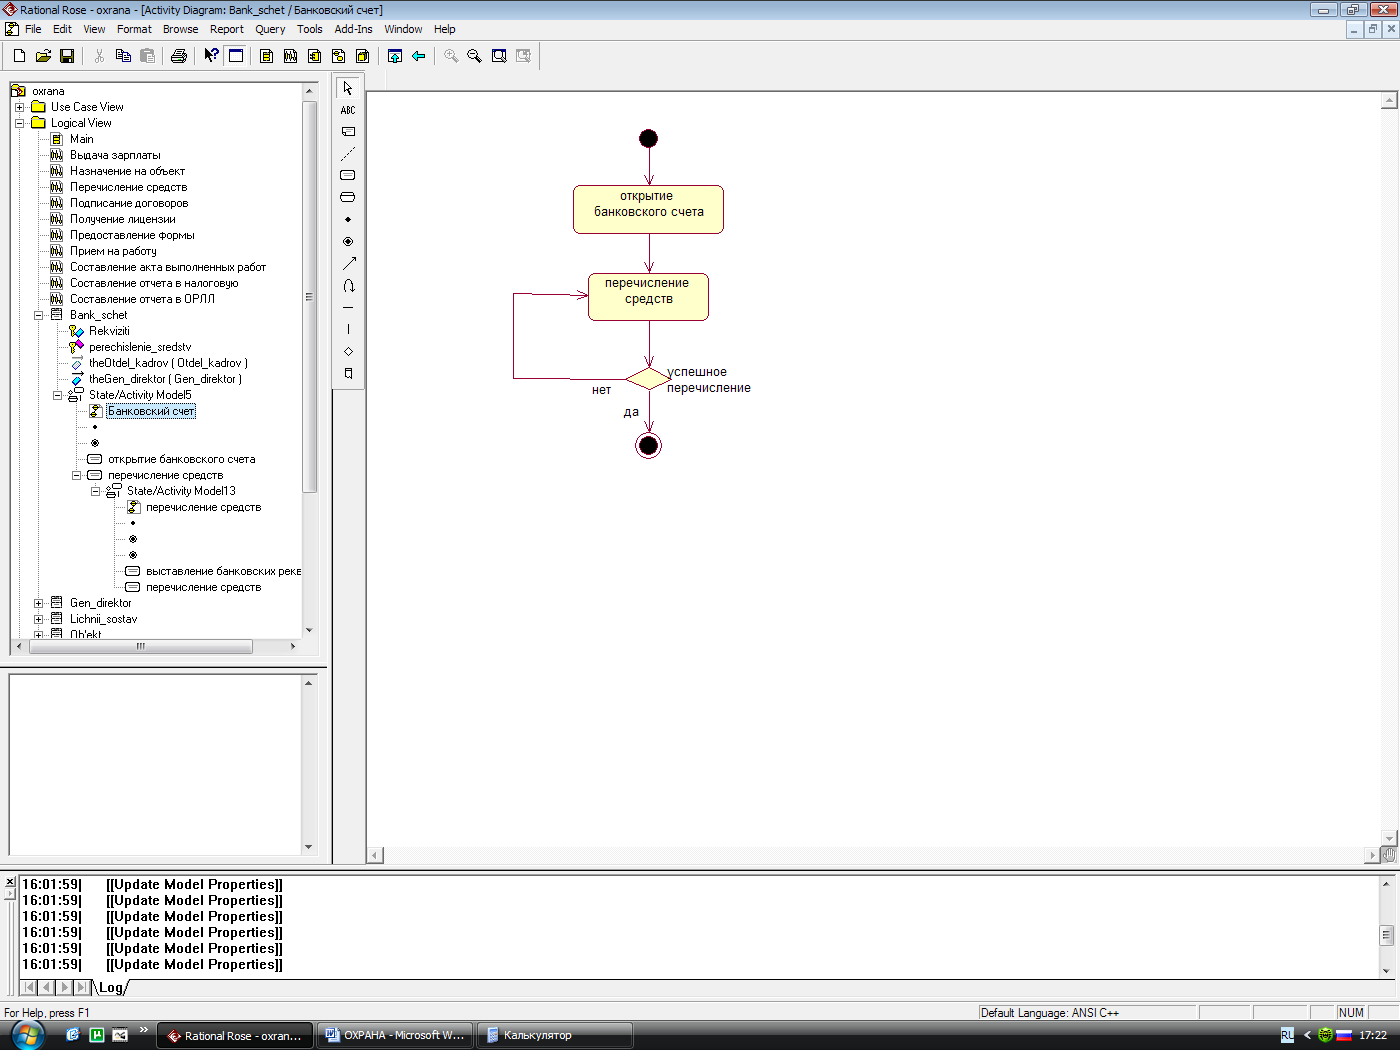 Rational Rose - oxrana - [Activity Diagram: Bank_schet / Банковский счет]
File Edit View Format Browse Report Query Tools Add-Ins Window Help
oxrana
Use Case View
Logical View
Main
Выдача зарплаты
Назначение на объект
Перечисление средств
Подписание договоров
Получение лицензии
Предоставление формы
Прием на работу
Составление акта выполненных работ
Составление отчета в налоговую
Составление отчета в ОРЛЛ
Bank_schet
Rekviziti
perechislenie_sredstv
theOtdel_kadrov ( Otdel_kadrov )
theGen_direktor ( Gen_direktor )
State/Activity Model5
Банковский счет
открытие банковского счета
перечисление средств
State/Activity Model13
перечисление средств
выставление банковских рекв
перечисление средств
Gen_direktor
Lichnii_sostav
Ob'ekt
ABC
открытие
банковского счета
перечисление
средств
успешное
перечисление
нет
да
16:01:59| [[Update Model Properties]]
16:01:59| [[Update Model Properties]]
16:01:59| [[Update Model Properties]]
16:01:59| [[Update Model Properties]]
16:01:59| [[Update Model Properties]]
16:01:59| [[Update Model Properties]]
Log
For Help, press F1
Default Language: ANSI C++
NUM
Rational Rose - oxran...
ОХРАНА - Microsoft W...
Калькулятор
RL
17:22